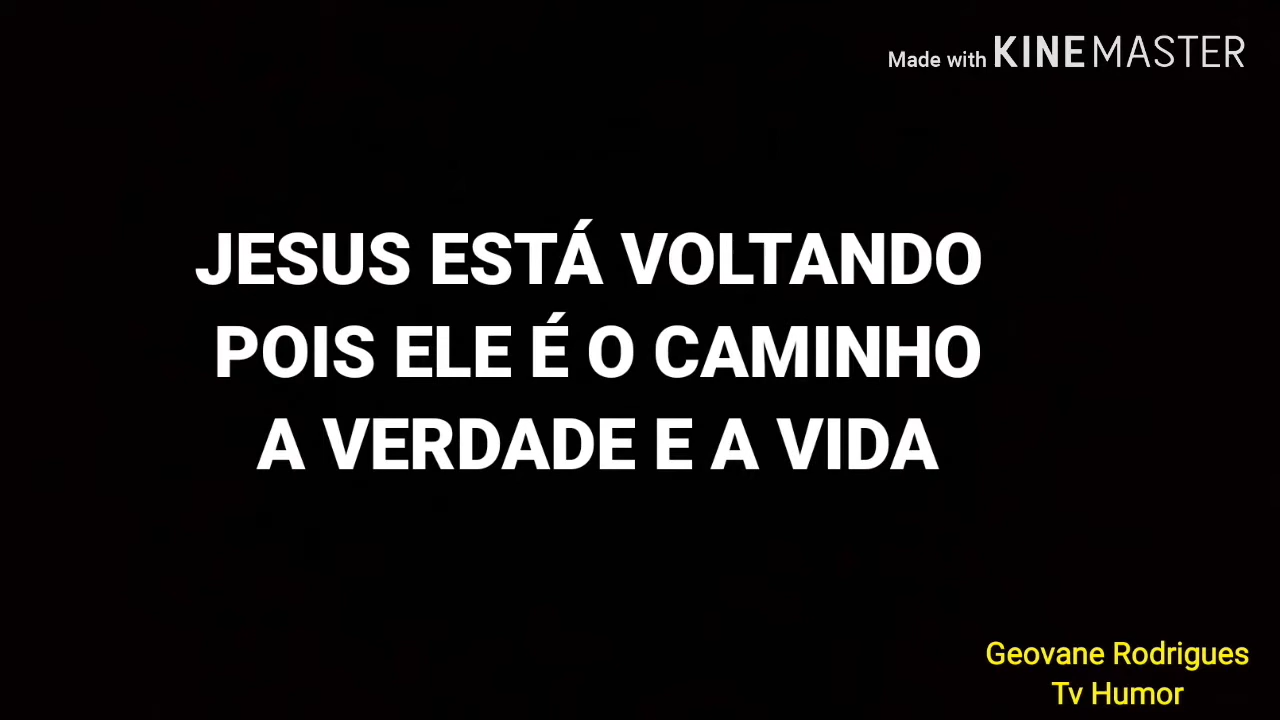 Made with KINEMASTER
JESUS ESTÁ VOLTANDO
POIS ELE É O CAMINHO
A VERDADE E A VIDA
Geovane Rodrigues
Tv Humor